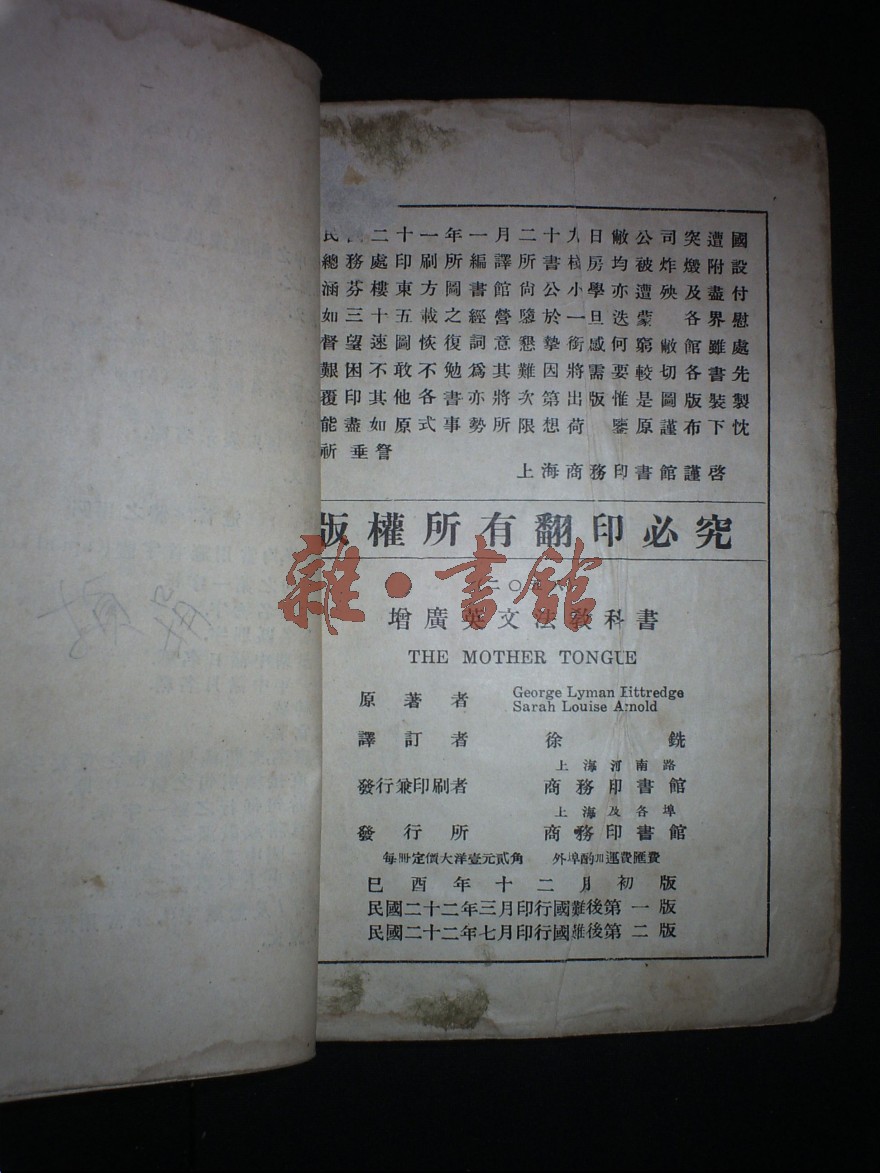 二十一年一月二十九日敝公司突遭國
總務處印刷所編譯所書棧房均被炸燬附設
涵芬樓東方圖書館尚公小學亦遭殃及盡付
如三十五載之經營隳於一旦迭蒙 各界慰
督望速圖恢復詞意懇摯銜感何窮敝館雖處
艱困不敢不勉爲其難因將需要較切各書先
覆印其他各書亦將次第出版惟是圖版裝製
能盡如原式事勢所限想荷 鑒原謹布下忱
祈垂詧
上海商務印書館謹啓
版權所有翻印必究
雜·書館
增廣英文法教科書
THE MOTHER TONGUE
原著者 George Lyman Kittredge
Sarah Louise Arnold
譯訂者 徐銑
上海河南路
發行兼印刷者 商務印書館
上海及各埠
發行所 商務印書館
每冊定價大洋壹元貳角 外埠酌加運費匯費
己酉年十二月初版
民國二十二年三月印行國難後第一版
民國二十二年七月印行國難後第二版